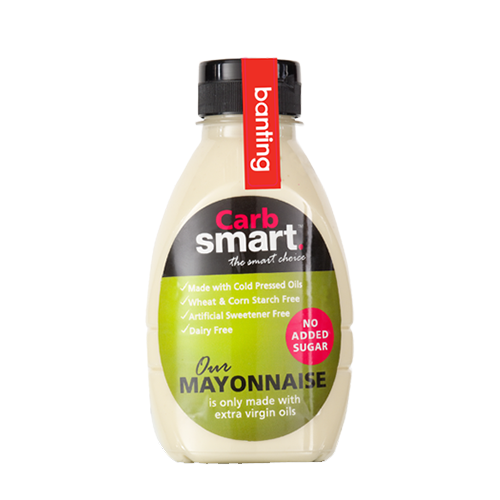 banting
Carb
smart.™
the smart choice
✓Made with Cold Pressed Oils
✓Wheat & Corn Starch Free
✓Artificial Sweetener Free
✓Dairy Free
NO
ADDED
SUGAR
Our
MAYONNAISE
is only made with
extra virgin oils